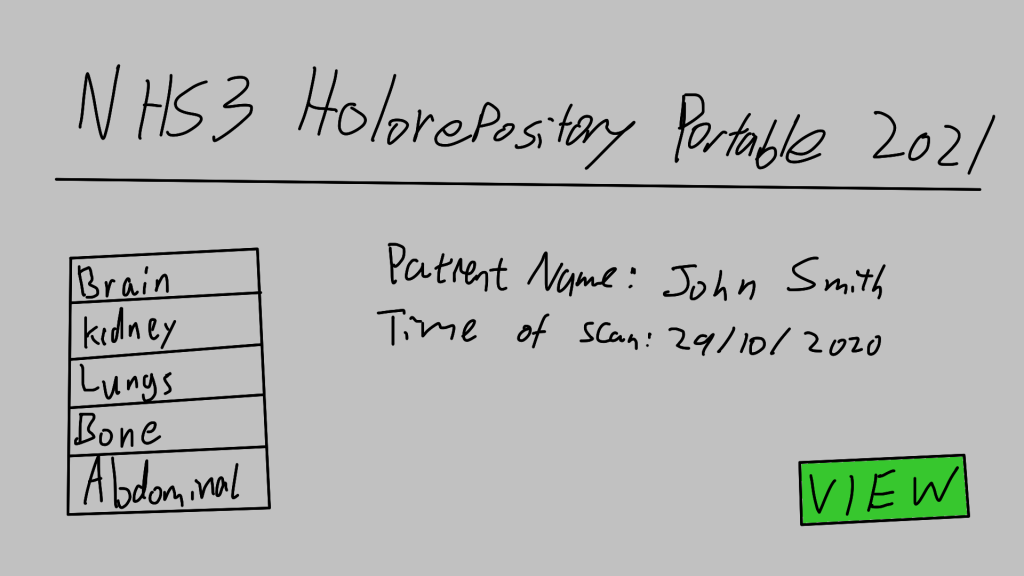 NHS3 HolorePository Portable 2021
Brain
kidney
Lungs
Bone
Abdominal
Patient Name: John Smith
Time of scan: 29/10/2020
VIEW